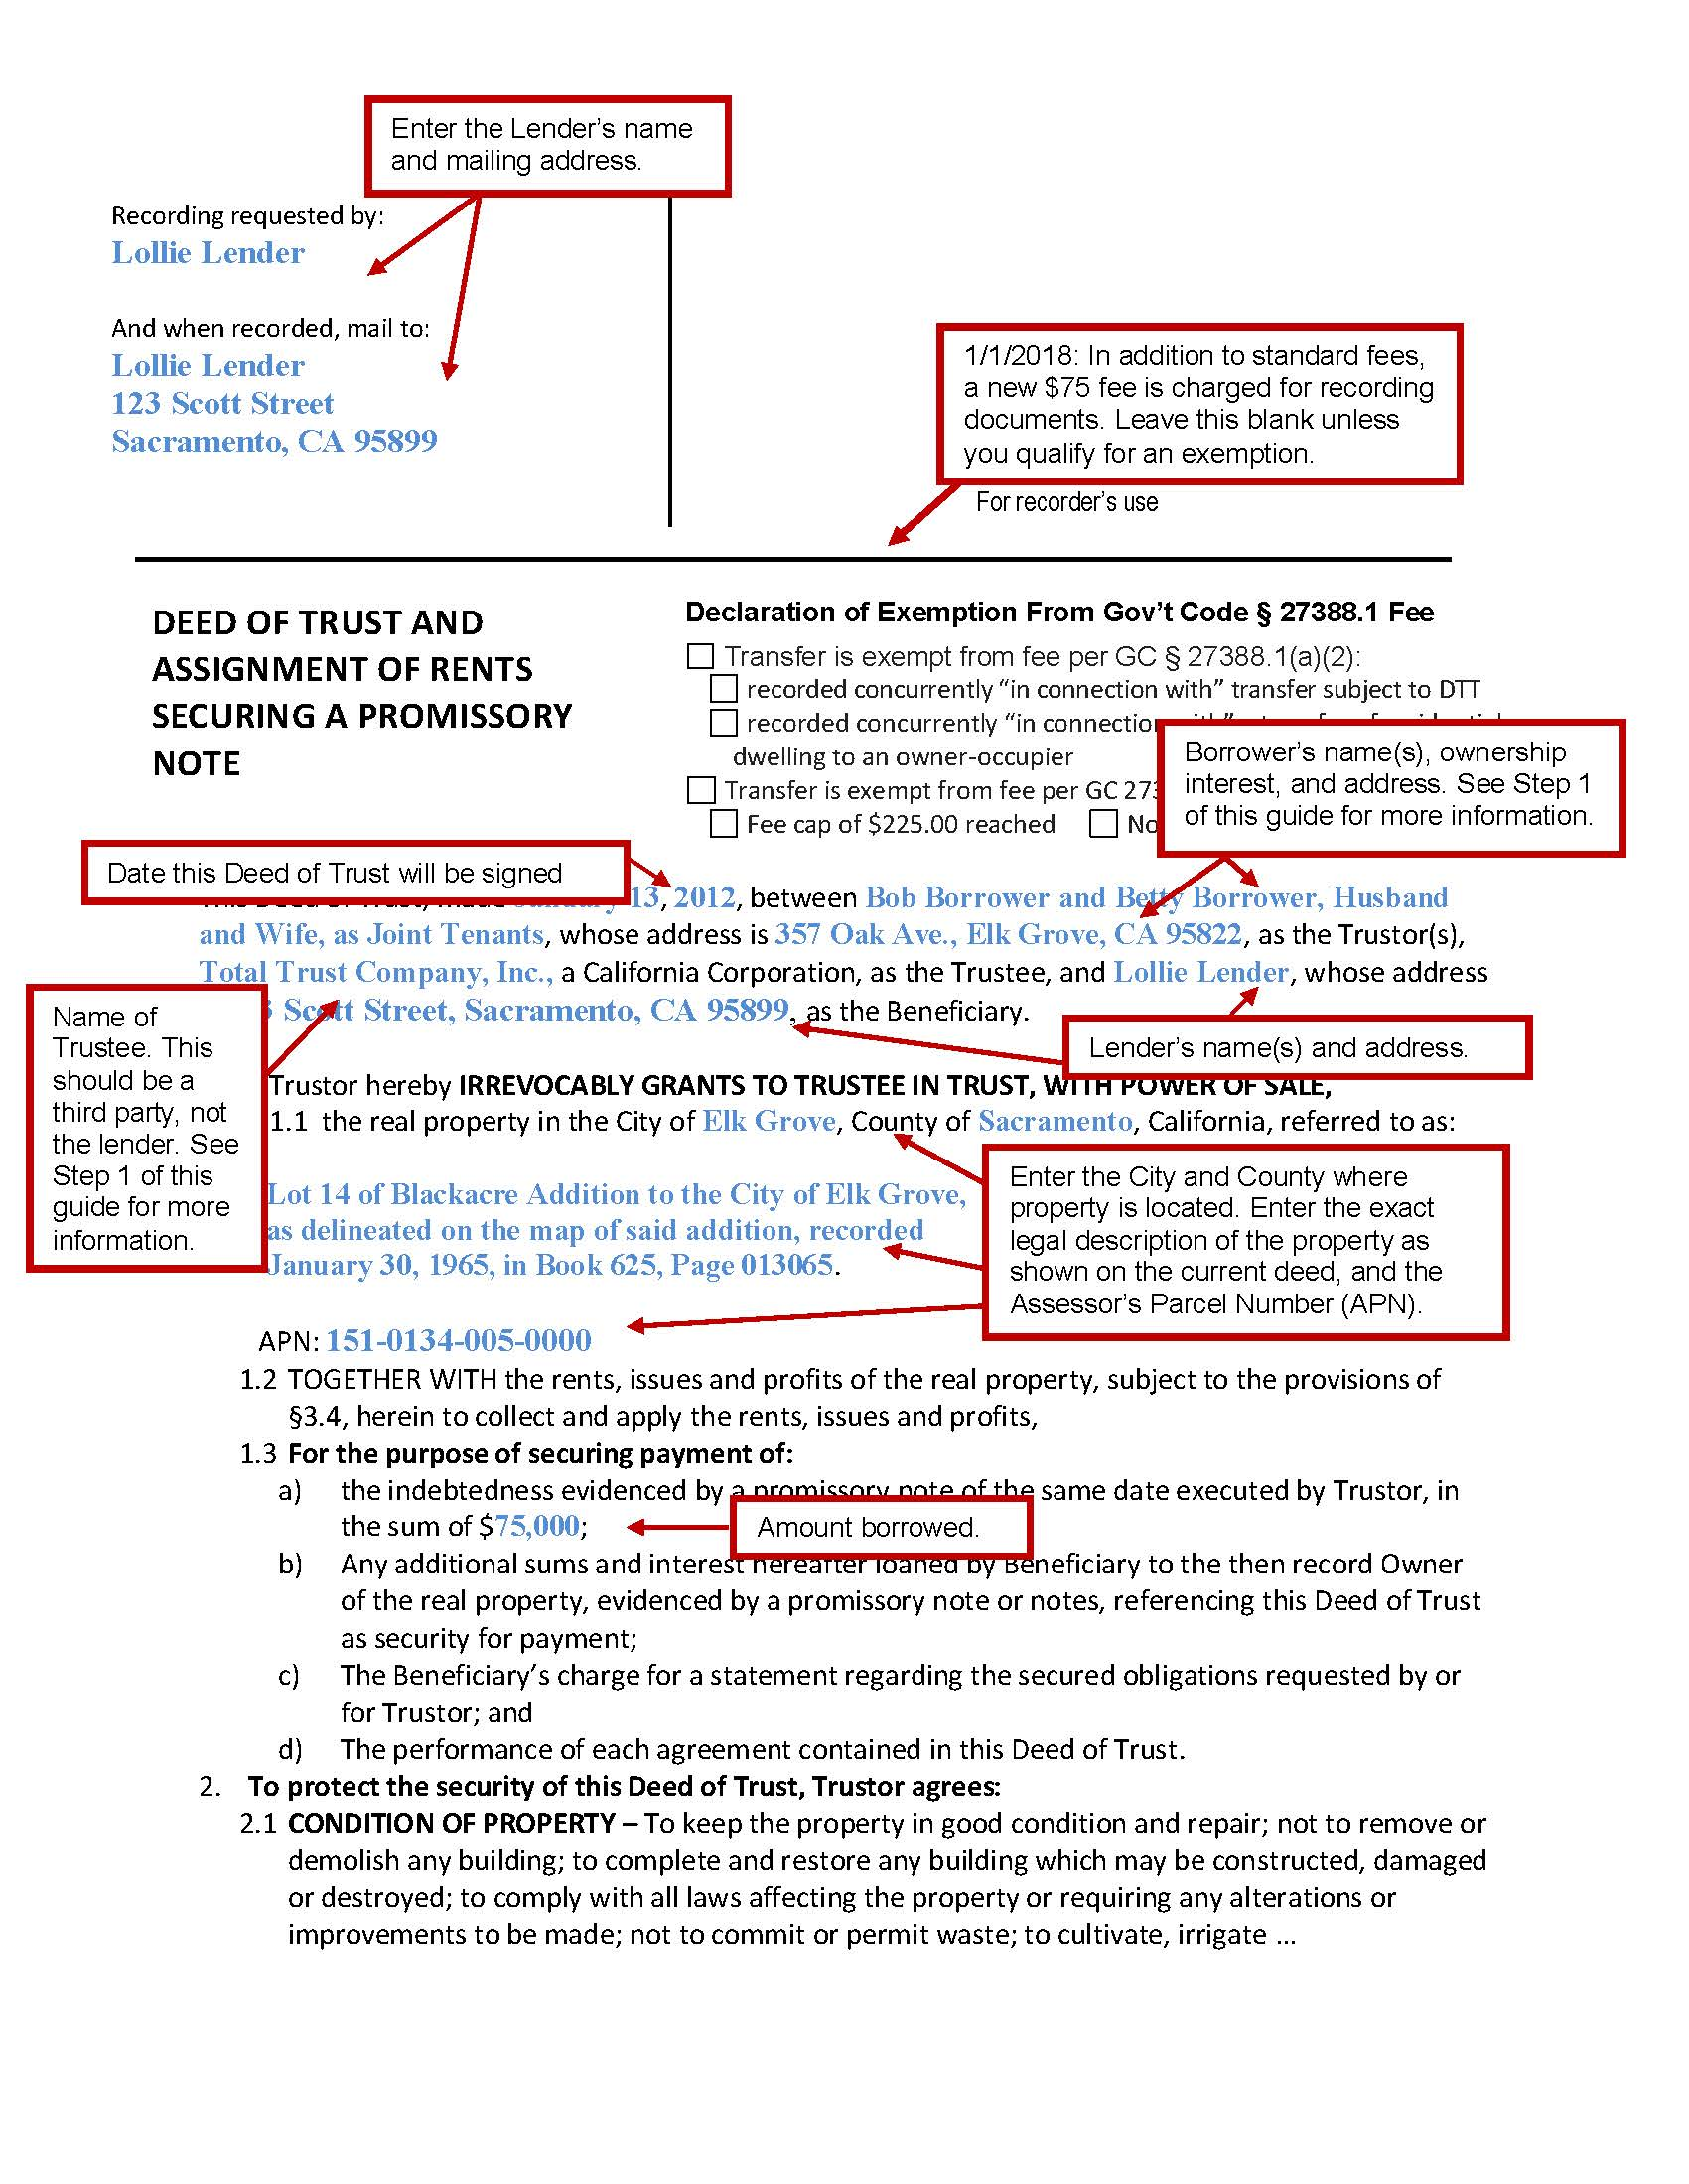 Enter the Lender's name
and mailing address.
Recording requested by:
Lollie Lender
And when recorded, mail to:
Lollie Lender
123 Scott Street
Sacramento, CA 95899
1/1/2018: In addition to standard fees,
a new $75 fee is charged for recording
documents. Leave this blank unless
you qualify for an exemption.
For recorder's use
DEED OF TRUST AND
ASSIGNMENT OF RENTS
SECURING A PROMISSORY
NOTE
Declaration of Exemption From Gov't Code § 27388.1 Fee
Transfer is exempt from fee per GC § 27388.1(a)(2):
recorded concurrently "in connection with" transfer subject to DTT
recorded concurrently "in connection
dwelling to an owner-occupier
Transfer is exempt from fee per GC
Fee cap of $225.00 reached
Borrower's name(s), ownership
interest, and address. See Step 1
of this guide for more information.
Date this Deed of Trust will be signed
13, 2012, between Bob Borrower and Betty Borrower, Husband
and Wife, as Joint Tenants, whose address is 357 Oak Ave., Elk Grove, CA 95822, as the Trustor(s),
Total Trust Company, Inc., a California Corporation, as the Trustee, and Lollie Lender, whose address
Scott Street, Sacramento, CA 95899, as the Beneficiary.
Name of
Trustee. This
should be a
third party, not
the lender. See
Step 1 of this
guide for more
information.
Lender's name(s) and address.
Trustor hereby IRREVOCABLY GRANTS TO TRUSTEE IN TRUST, WITH POWER OF SALE,
1.1 the real property in the City of Elk Grove, County of Sacramento, California, referred to as:
Lot 14 of Blackacre Addition to the City of Elk Grove,
as delineated on the map of said addition, recorded
January 30, 1965, in Book 625, Page 013065.
Enter the City and County where
property is located. Enter the exact
legal description of the property as
shown on the current deed, and the
Assessor's Parcel Number (APN).
APN: 151-0134-005-0000
1.2 TOGETHER WITH the rents, issues and profits of the real property, subject to the provisions of
§3.4, herein to collect and apply the rents, issues and profits,
1.3 For the purpose of securing payment of:
a) the indebtedness evidenced by a promissory note of the same date executed by Trustor, in
the sum of $75,000;
Amount borrowed.
b) Any additional sums and interest hereafter loaned by Beneficiary to the then record Owner
of the real property, evidenced by a promissory note or notes, referencing this Deed of Trust
as security for payment;
c) The Beneficiary's charge for a statement regarding the secured obligations requested by or
for Trustor; and
d) The performance of each agreement contained in this Deed of Trust.
2. To protect the security of this Deed of Trust, Trustor agrees:
2.1 CONDITION OF PROPERTY – To keep the property in good condition and repair; not to remove or
demolish any building; to complete and restore any building which may be constructed, damaged
or destroyed; to comply with all laws affecting the property or requiring any alterations or
improvements to be made; not to commit or permit waste; to cultivate, irrigate ...